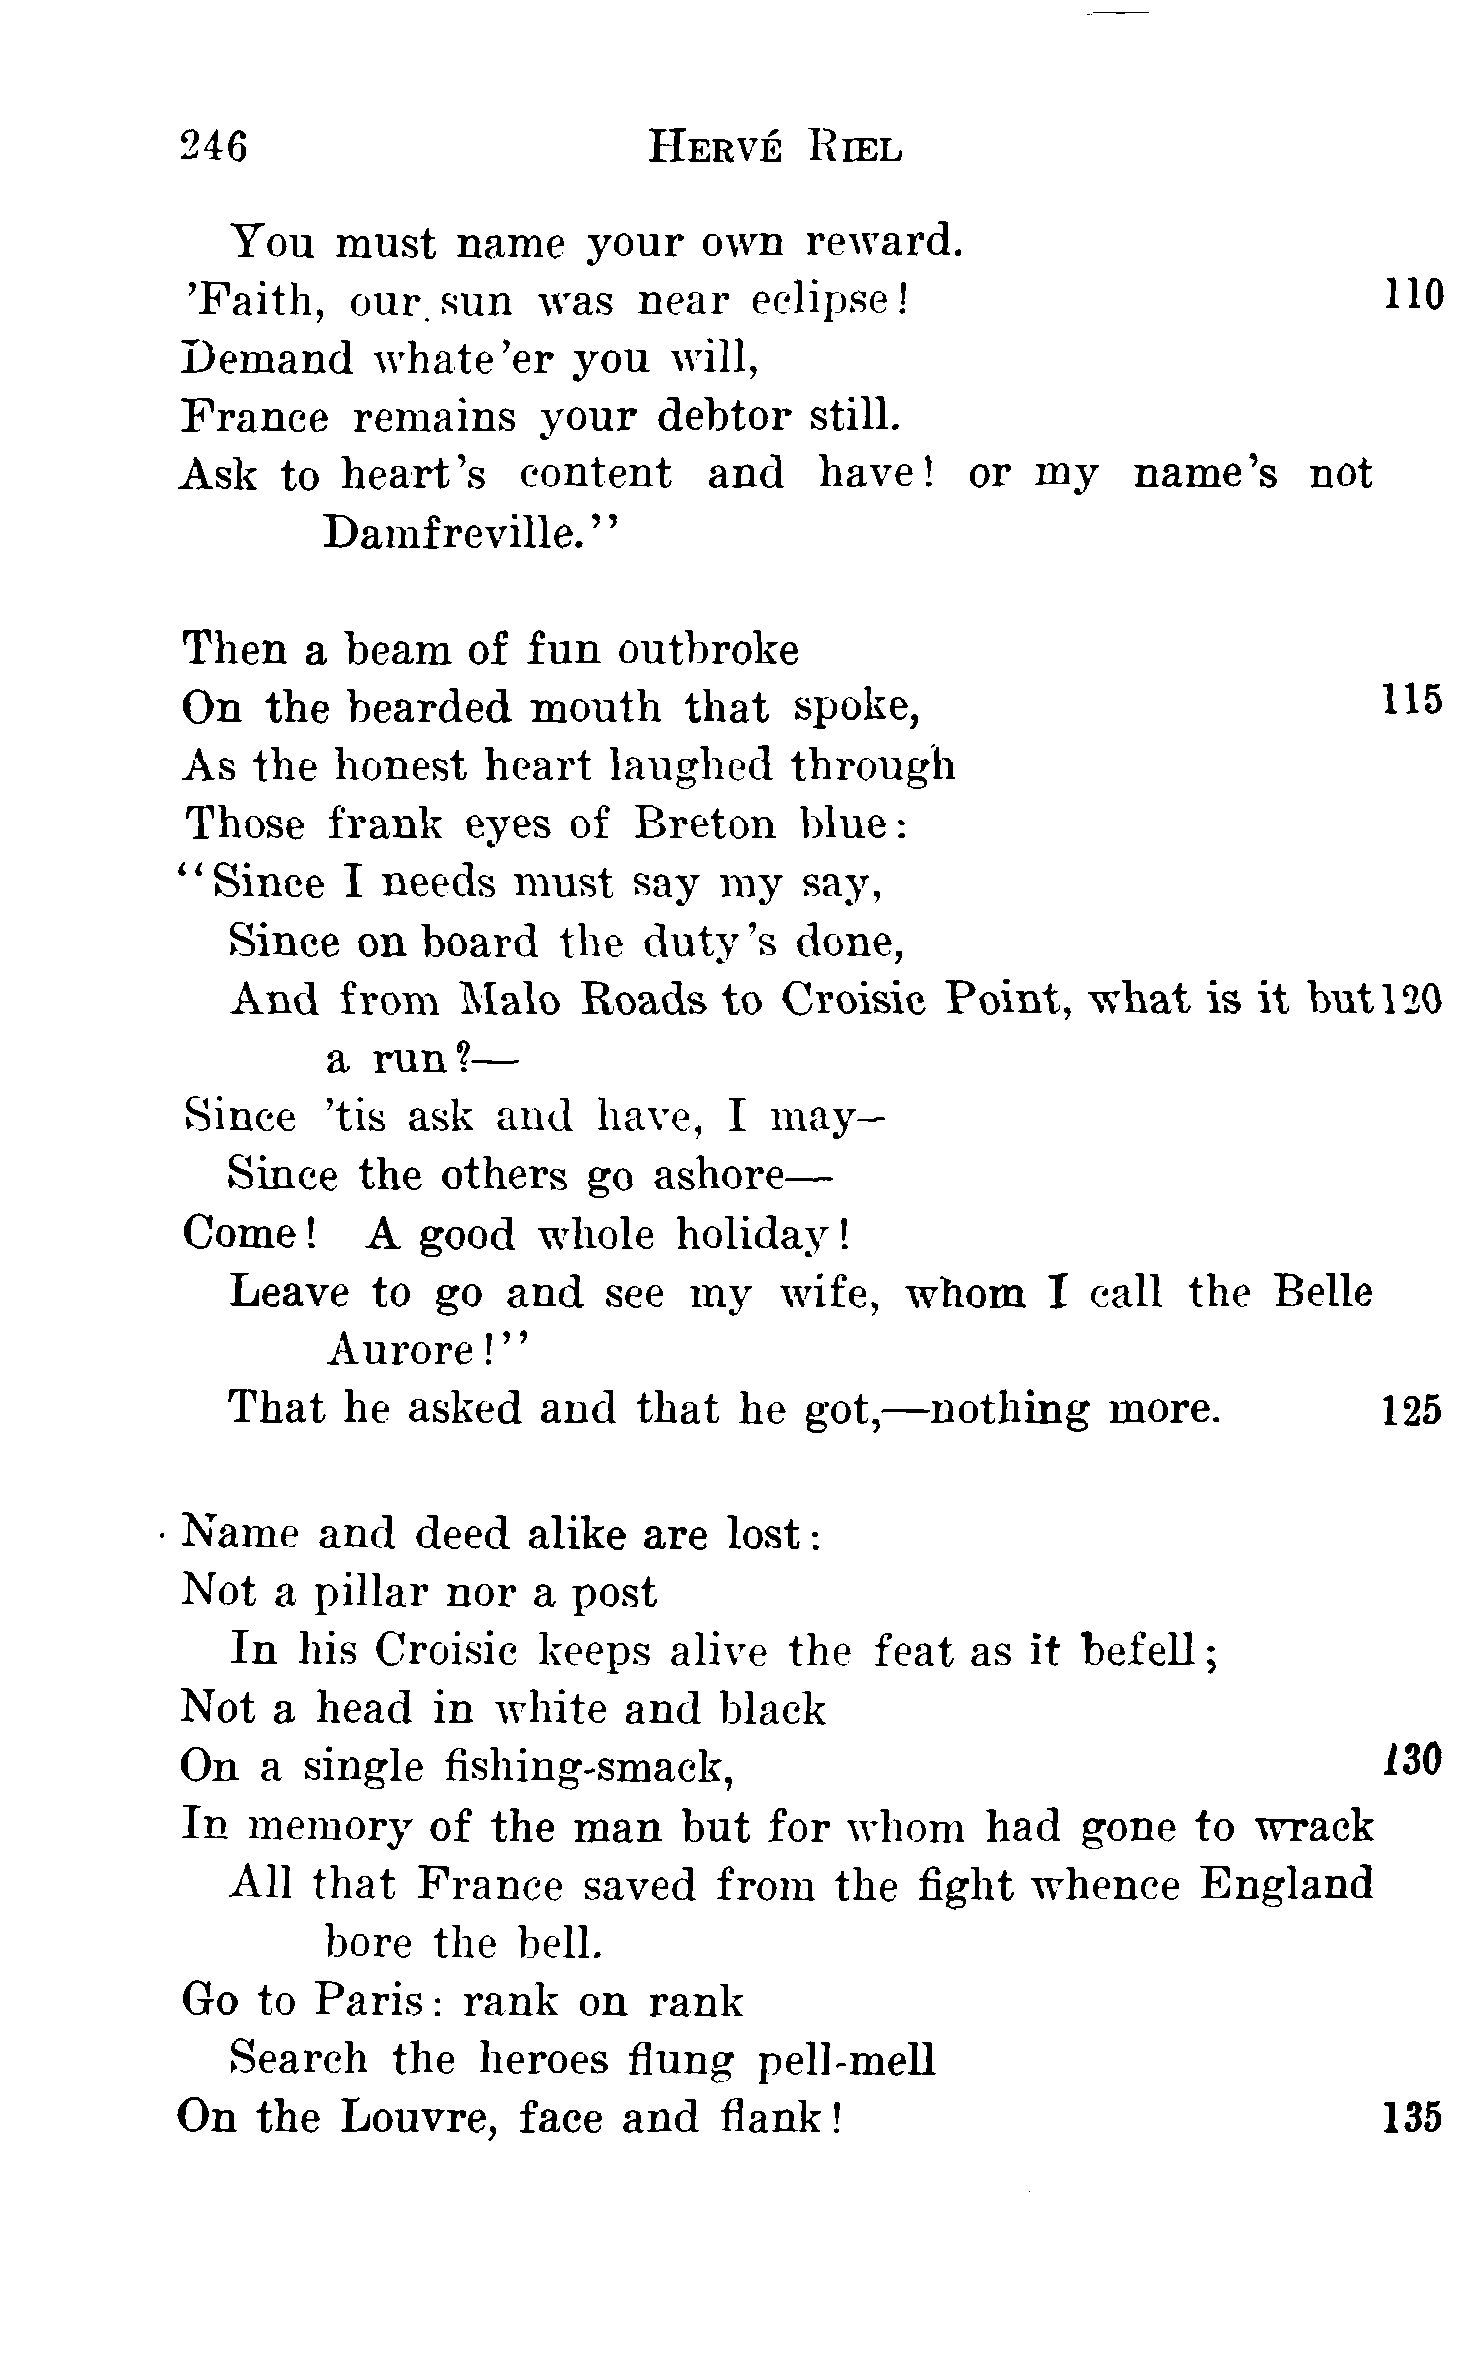 246 HERVÉ RIEL
You must name your own reward.
'Faith, our sun was near eclipse! 110
Demand whate'er you will,
France remains your debtor still.
Ask to heart's content and have! or my name's not
Damfreville."
Then a beam of fun outbroke
On the bearded mouth that spoke, 115
As the honest heart laughed through
Those frank eyes of Breton blue:
"Since I needs must say my say,
Since on board the duty's done,
And from Malo Roads to Croisic Point, what is it but 120
a run?—
Since 'tis ask and have, I may—
Since the others go ashore—
Come! A good whole holiday!
Leave to go and see my wife, whom I call the Belle
Aurore!"
That he asked and that he got,—nothing more. 125
Name and deed alike are lost:
Not a pillar nor a post
In his Croisic keeps alive the feat as it befell;
Not a head in white and black
On a single fishing-smack, 130
In memory of the man but for whom had gone to wrack
All that France saved from the fight whence England
bore the bell.
Go to Paris: rank on rank
Search the heroes flung pell-mell
On the Louvre, face and flank! 135